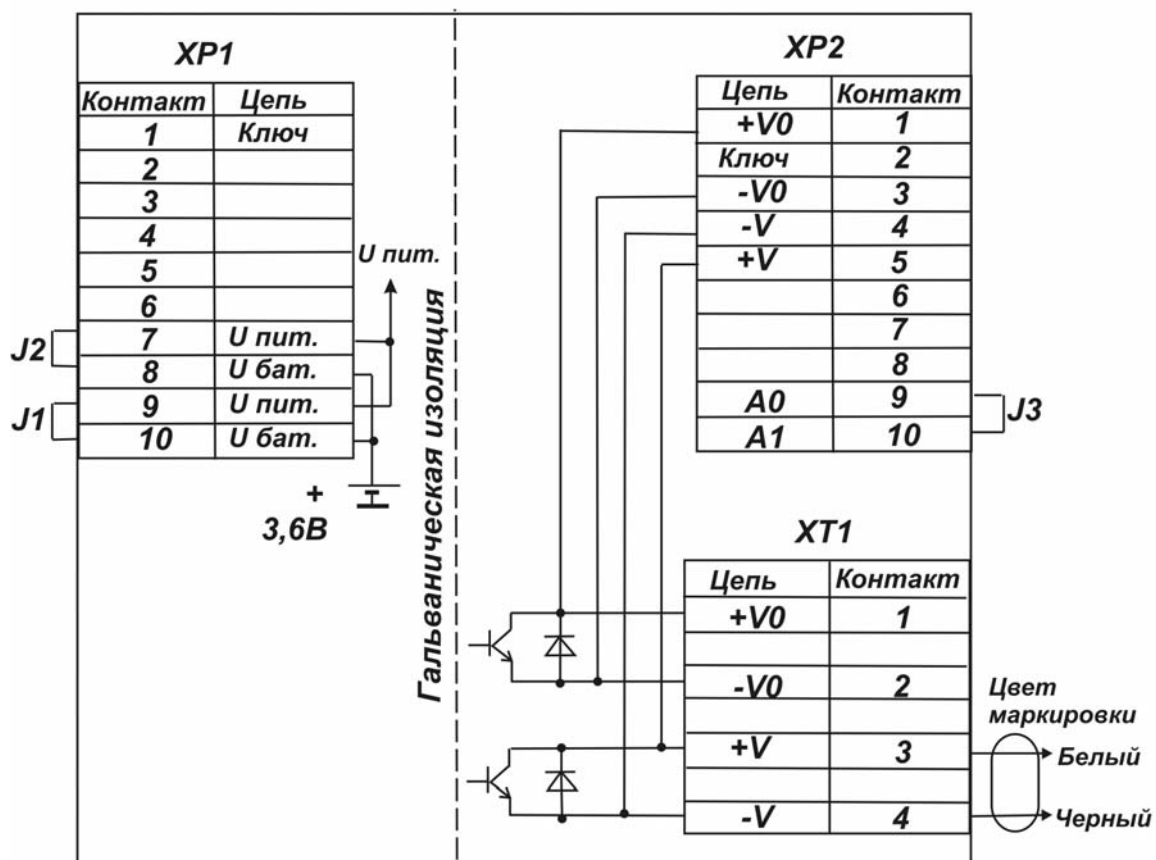 XP1
Контакт Цепь
1 Ключ
2
3
4
5
6
7 U пит.
8 U бат.
9 U пит.
10 U бат.
J2
J1
U пит.
+
3,6В
Гальваническая изоляция
XP2
Цепь Контакт
+V0 1
Ключ 2
-V0 3
-V 4
+V 5
6
7
8
A0 9
A1 10
J3
XT1
Цепь Контакт
+V0 1
-V0 2
+V 3
-V 4
Цвет
маркировки
Белый
Черный